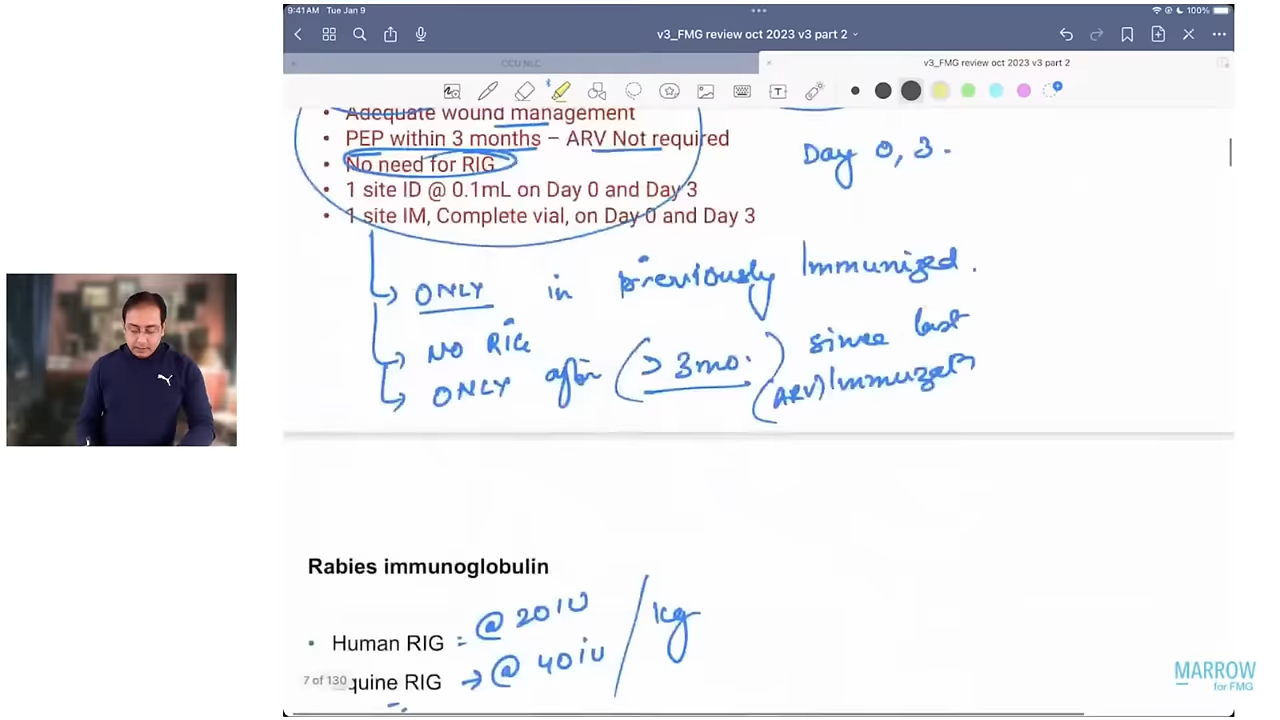 9:41 AM Tue Jan 9
100%
v3_FMG review oct 2023 v3 part 2
CCU NLC
v3_FMG review oct 2023 v3 part 2
• Adequate wound management
• PEP within 3 months – ARV Not required
• No need for RIG
• 1 site ID @ 0.1mL on Day 0 and Day 3
• 1 site IM, Complete vial, on Day 0 and Day 3
Day 0, 3.
ONLY in previously Immunized.
NO RIG
ONLY after (> 3mo.) since last
(ARV)
Rabies immunoglobulin
• Human RIG = @ 20 IU /kg
quine RIG → @ 40 iu
7 of 130
MARROW
for FMG